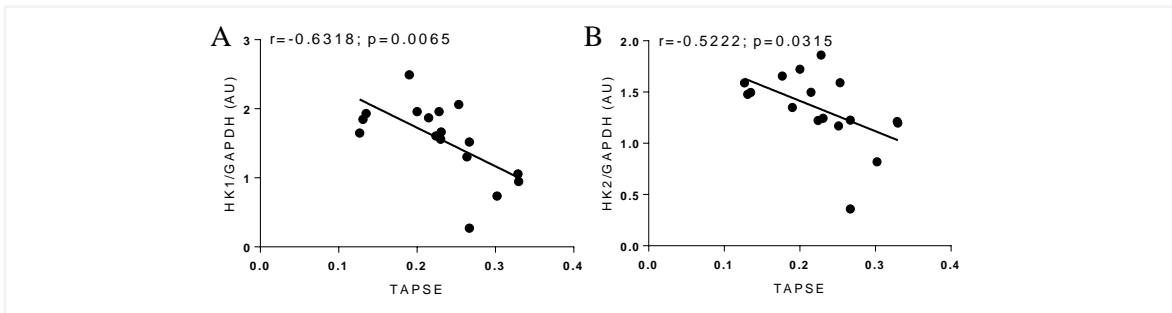 A
r=-0.6318; p=0.0065
HK1/GAPDH (AU)
3
2
1
0
0.0 0.1 0.2 0.3 0.4
TAPSE
B
r=-0.5222; p=0.0315
HK2/GAPDH (AU)
2.0
1.5
1.0
0.5
0.0
0.0 0.1 0.2 0.3 0.4
TAPSE